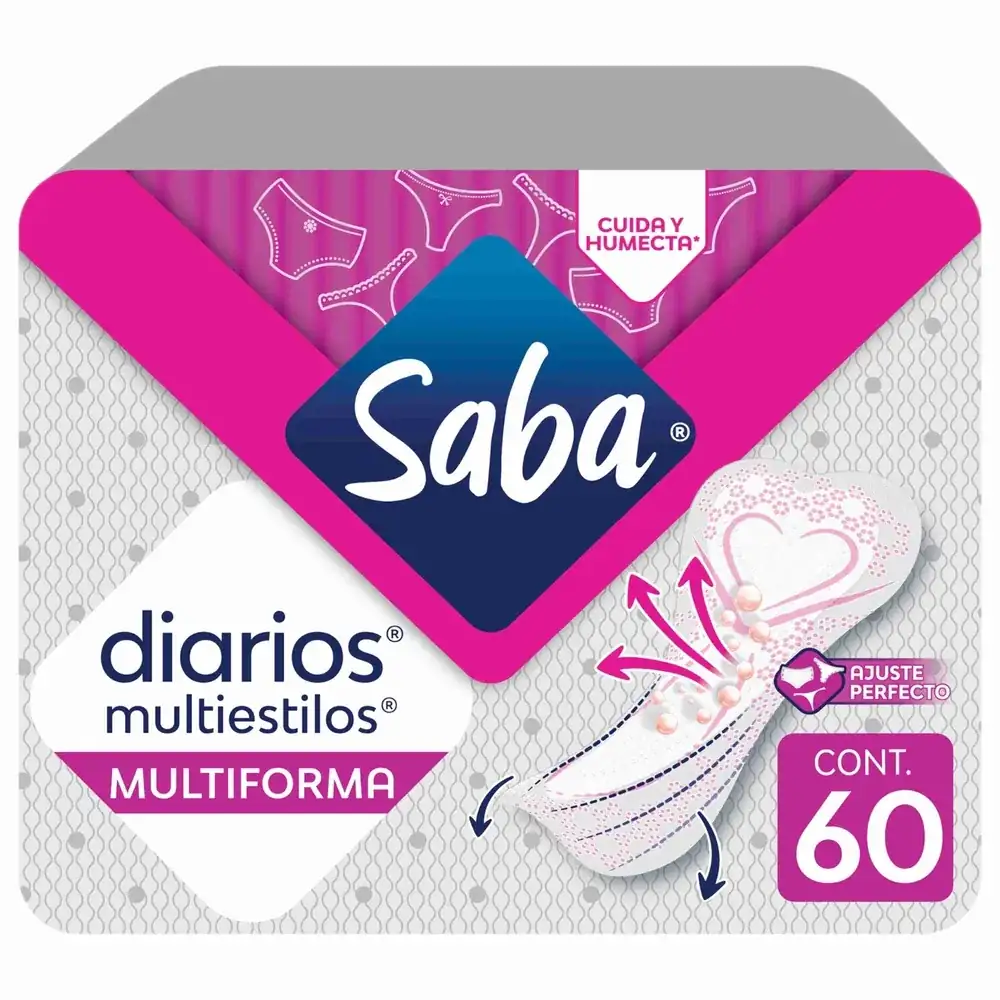 CUIDA Y
HUMECTA*
Saba®
diarios®
multiestilos®
MULTIFORMA
AJUSTE
PERFECTO
CONT.
60